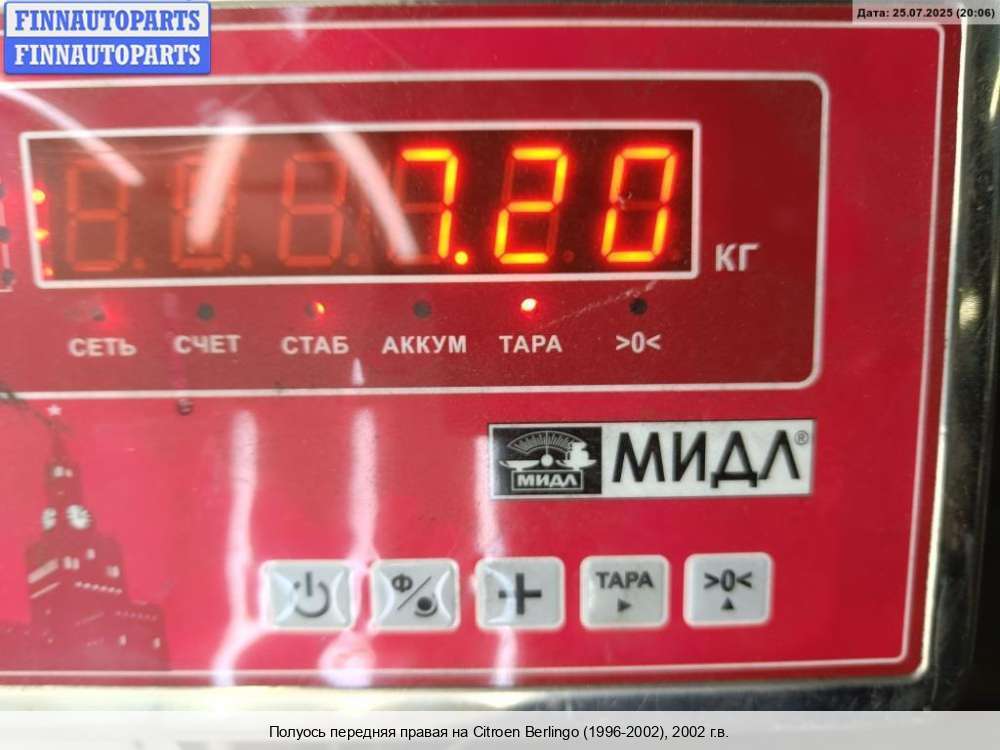 FINNAUTOPARTS
FINNAUTOPARTS
Дата: 25.07.2025 (20:06)
7.20
КГ
СЕТЬ СЧЕТ СТАБ АККУМ ТАРА >0<
МИДЛ МИДЛ®
Ф/ ТАРА >0<
Полуось передняя правая на Citroen Berlingo (1996-2002), 2002 г.в.